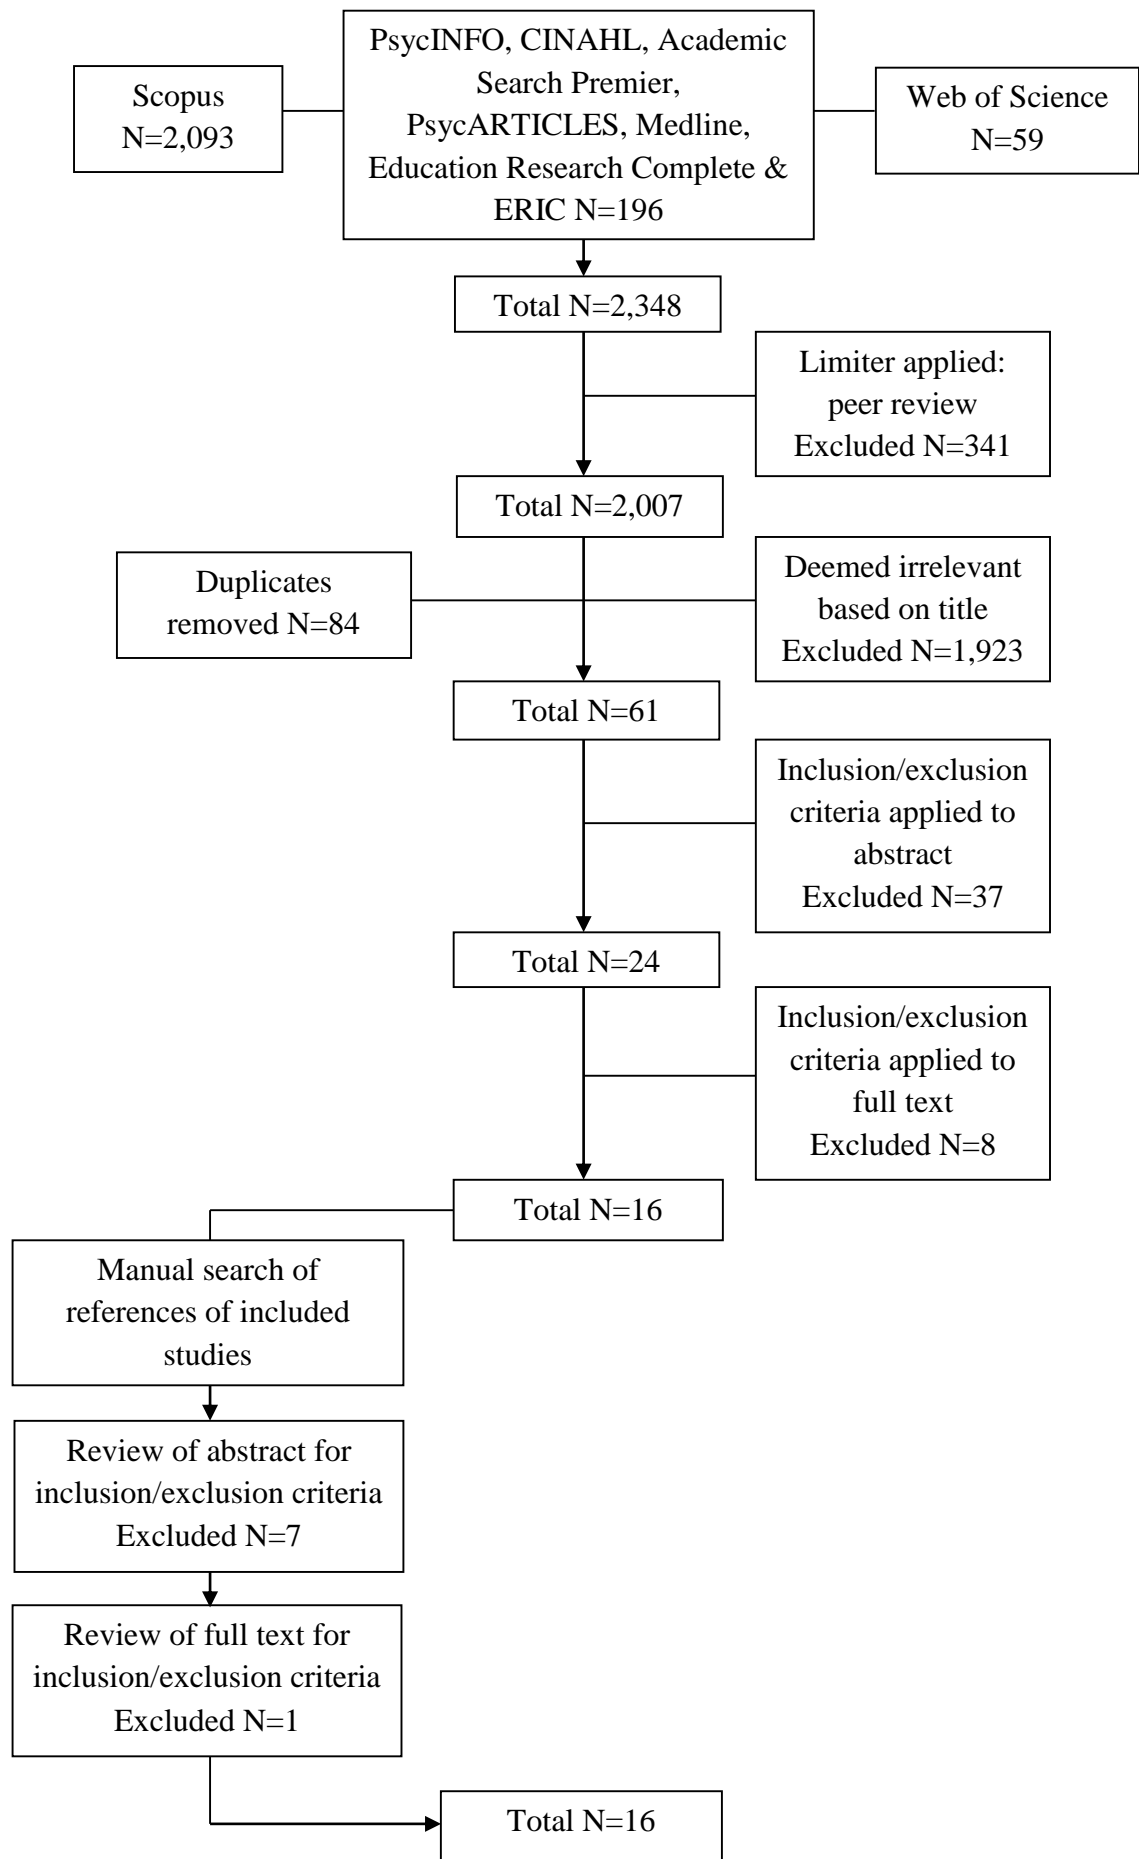 Scopus
N=2,093
PsycINFO, CINAHL, Academic
Search Premier,
PsycARTICLES, Medline,
Education Research Complete &
ERIC N=196
Web of Science
N=59
Total N=2,348
Limiter applied:
peer review
Excluded N=341
Total N=2,007
Duplicates
removed N=84
Deemed irrelevant
based on title
Excluded N=1,923
Total N=61
Inclusion/exclusion
criteria applied to
abstract
Excluded N=37
Total N=24
Inclusion/exclusion
criteria applied to
full text
Excluded N=8
Total N=16
Manual search of
references of included
studies
Review of abstract for
inclusion/exclusion criteria
Excluded N=7
Review of full text for
inclusion/exclusion criteria
Excluded N=1
Total N=16